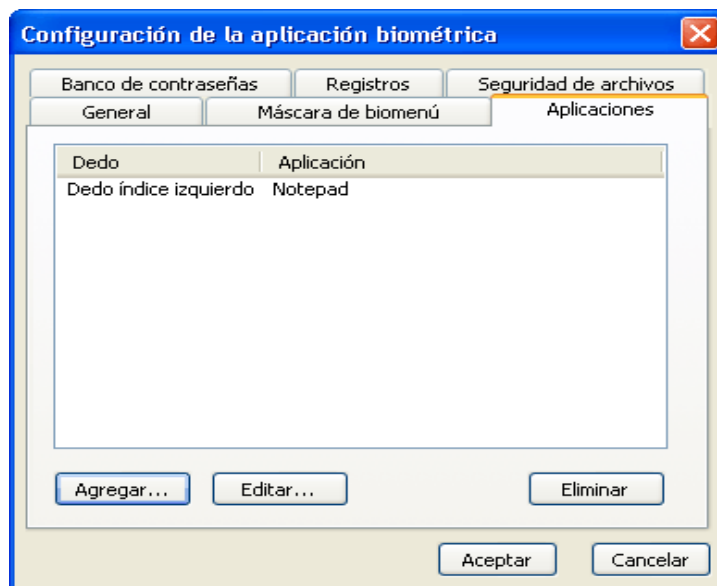 Configuración de la aplicación biométrica
Banco de contraseñas Registros Seguridad de archivos
General Máscara de biomenú Aplicaciones
Dedo Aplicación
Dedo índice izquierdo Notepad
Agregar... Editar... Eliminar
Aceptar Cancelar